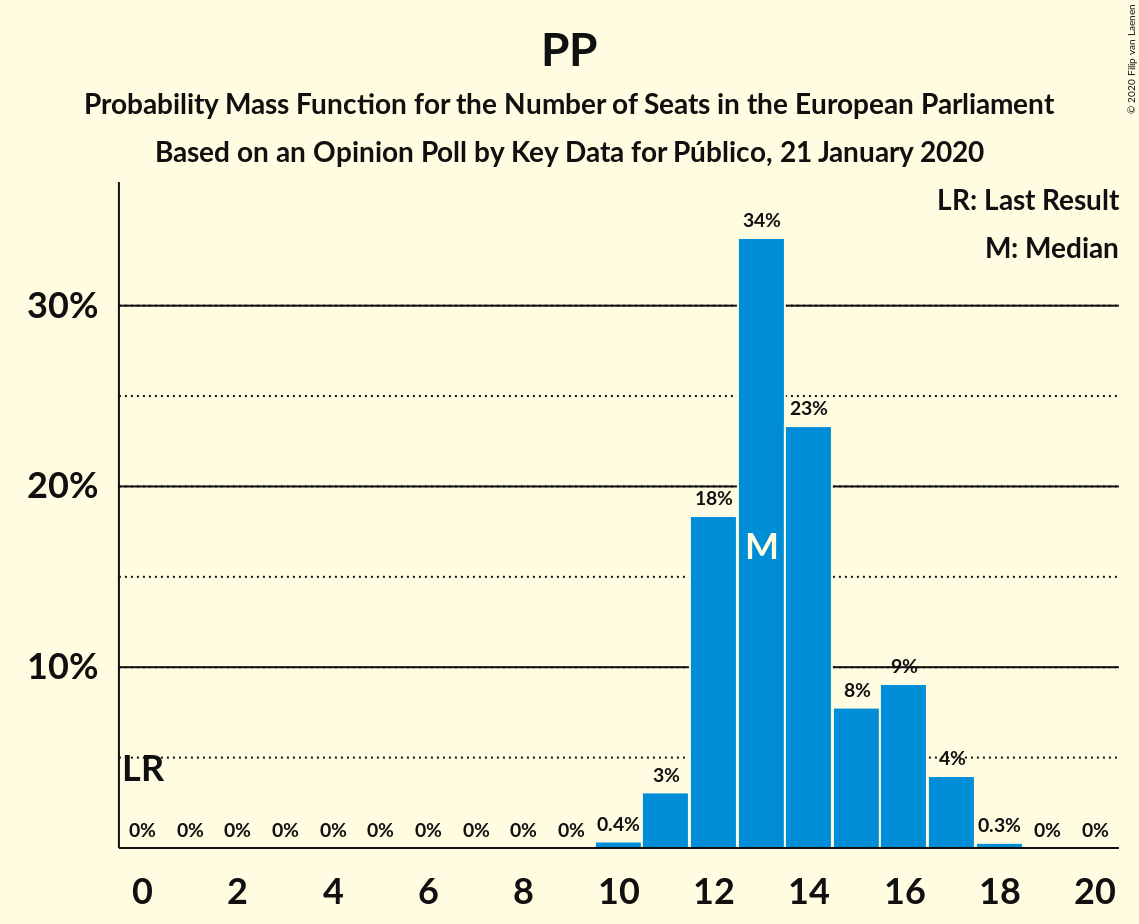 PP
Probability Mass Function for the Number of Seats in the European Parliament
Based on an Opinion Poll by Key Data for Público, 21 January 2020
© 2020 Filip van Laenen
LR: Last Result
M: Median
30%
20%
10%
34%
23%
18%
M
9%
8%
4%
3%
LR
0% 0% 0% 0% 0% 0% 0% 0% 0% 0% 0.4% 0.3% 0% 0%
0 2 4 6 8 10 12 14 16 18 20